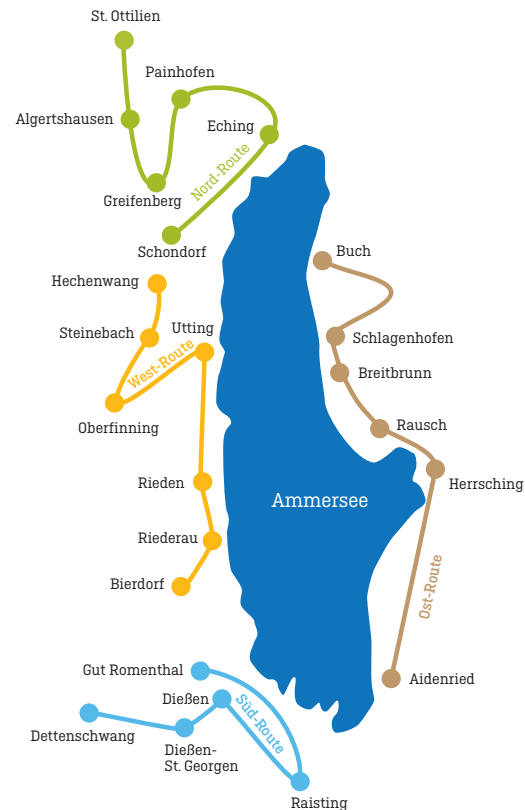 St. Ottilien
Painhofen
Algertshausen
Eching
Nord-Route
Greifenberg
Schondorf
Buch
Hechenwang
Steinebach
Utting
Schlagenhofen
West-Route
Breitbrunn
Oberfinning
Rausch
Rieden
Herrsching
Ammersee
Riederau
Bierdorf
Ost-Route
Gut Romenthal
Aidenried
Dießen
Süd-Route
Dettenschwang
Dießen-
St. Georgen
Raisting